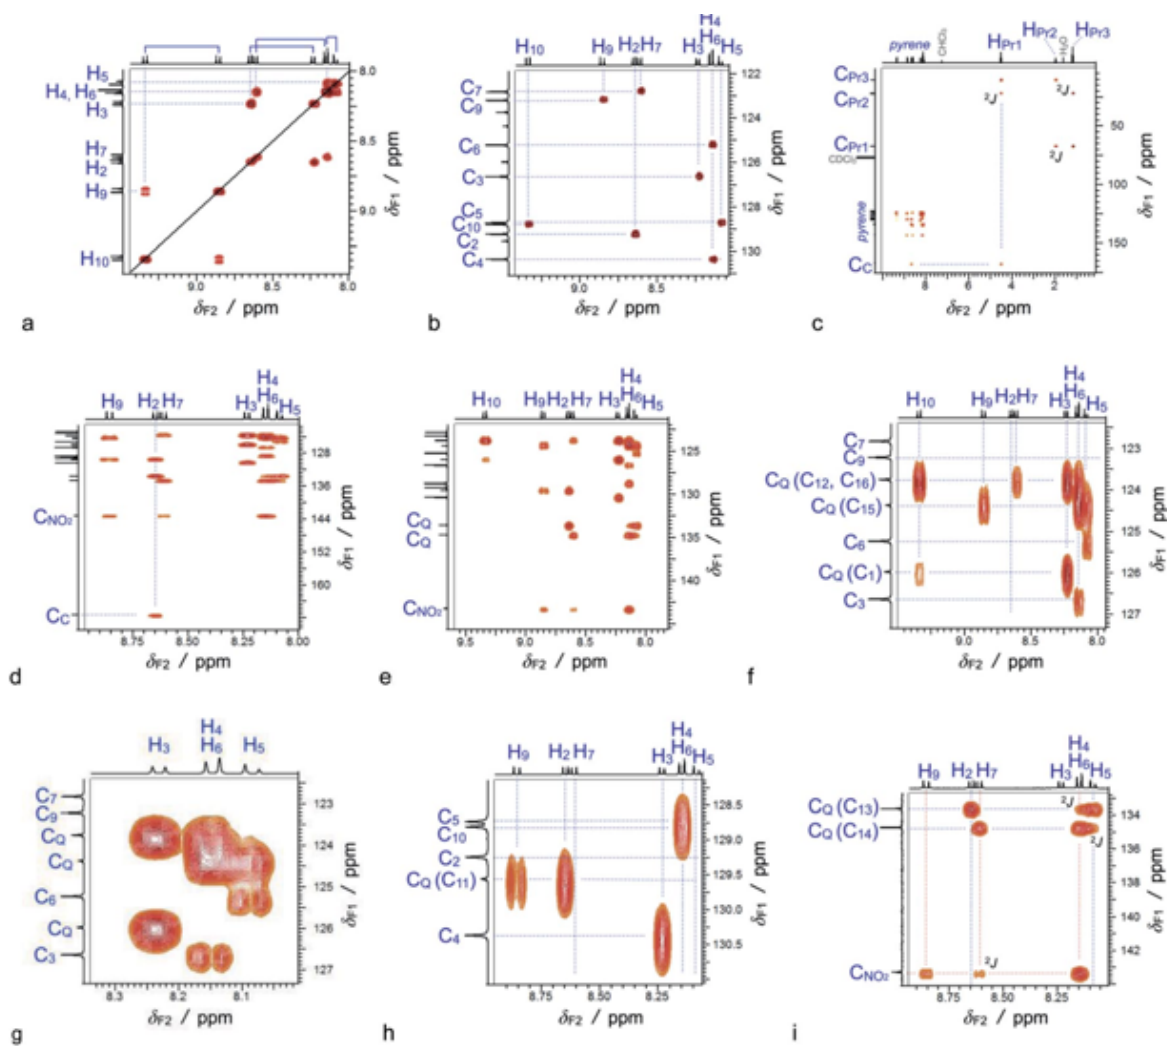 H10
H9
H2 H7
H3
H4
H6
H5
H5
H4, H6
H3
H7
H2
H9
H10
8.0
8.5
9.0
δF1 / ppm
9.0 8.5 8.0
δF2 / ppm
a
C7
C9
C6
C3
C5
C10
C2
C4
122
124
126
128
130
δF1 / ppm
9.0 8.5
δF2 / ppm
b
pyrene
CHCl3
HPr1
HPr2
H2O
HPr3
CPr3
CPr2
CPr1
CDCl3
pyrene
CC
2J
2J
2J
50
100
150
δF1 / ppm
8 6 4 2
δF2 / ppm
c
H9
H2 H7
H3
H4
H6
H5
CNO2
CC
128
136
144
152
160
δF1 / ppm
8.75 8.50 8.25 8.00
δF2 / ppm
d
H10
H9
H2 H7
H3
H4
H6
H5
CQ
CQ
CNO2
125
130
135
140
δF1 / ppm
9.5 9.0 8.5 8.0
δF2 / ppm
e
H10
H9
H2 H7
H3
H4
H6
H5
C7
C9
CQ (C12, C16)
CQ (C15)
C6
CQ (C1)
C3
123
124
125
126
127
δF1 / ppm
9.0 8.5 8.0
δF2 / ppm
f
H3
H4
H6
H5
C7
C9
CQ
CQ
C6
CQ
C3
123
124
125
126
127
δF1 / ppm
8.3 8.2 8.1
δF2 / ppm
g
H9
H2 H7
H3
H4
H6
H5
C5
C10
C2
CQ (C11)
C4
128.5
129.0
129.5
130.0
130.5
δF1 / ppm
8.75 8.50 8.25
δF2 / ppm
h
H9
H2 H7
H3
H4
H6
H5
CQ (C13)
CQ (C14)
CNO2
2J
2J
2J
134
135
136
137
138
139
140
141
142
143
δF1 / ppm
8.75 8.50 8.25
δF2 / ppm
i